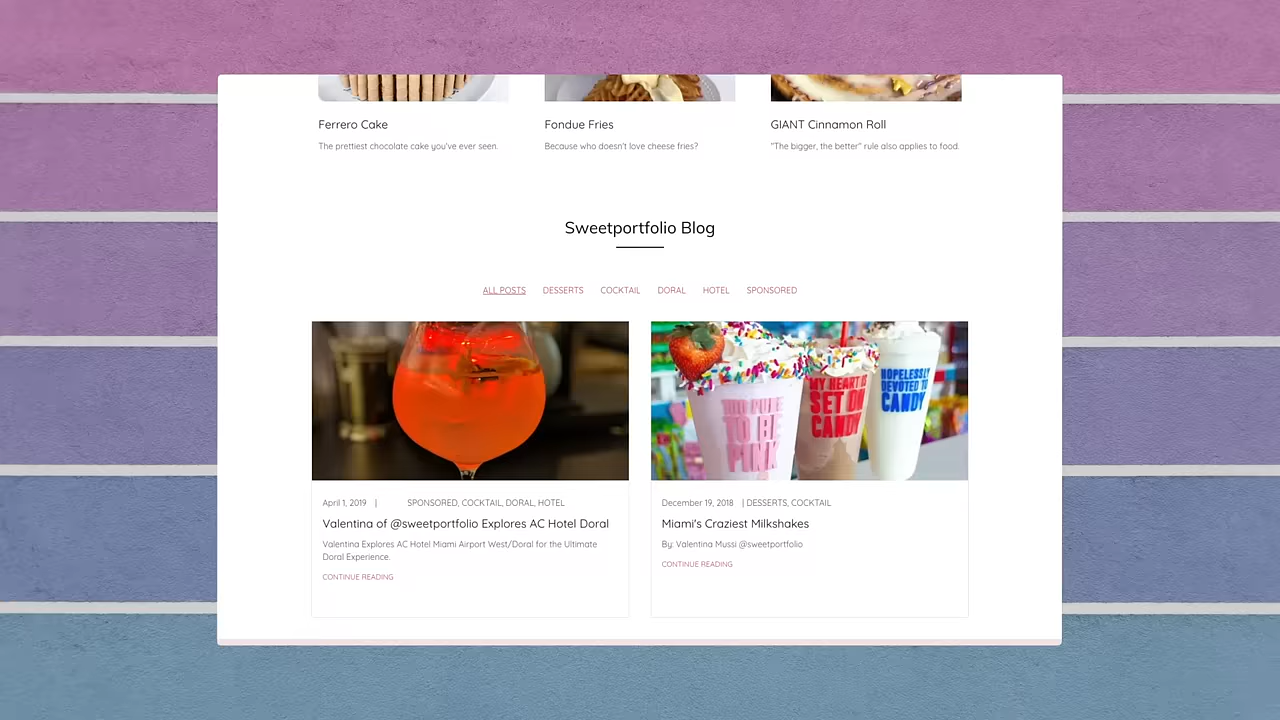 Ferrero Cake
The prettiest chocolate cake you've ever seen.
Fondue Fries
Because who doesn't love cheese fries?
GIANT Cinnamon Roll
"The bigger, the better" rule also applies to food.
Sweetportfolio Blog
ALL POSTS DESSERTS COCKTAIL DORAL HOTEL SPONSORED
TOO CUTE
TO BE
PINK
MY HEART IS
SET ON
CANDY
HOPELESSLY
DEVOTED TO
CANDY
April 1, 2019 | SPONSORED, COCKTAIL, DORAL, HOTEL
Valentina of @sweetportfolio Explores AC Hotel Doral
Valentina Explores AC Hotel Miami Airport West/Doral for the Ultimate
Doral Experience.
CONTINUE READING
December 19, 2018 | DESSERTS, COCKTAIL
Miami's Craziest Milkshakes
By: Valentina Mussi @sweetportfolio
CONTINUE READING